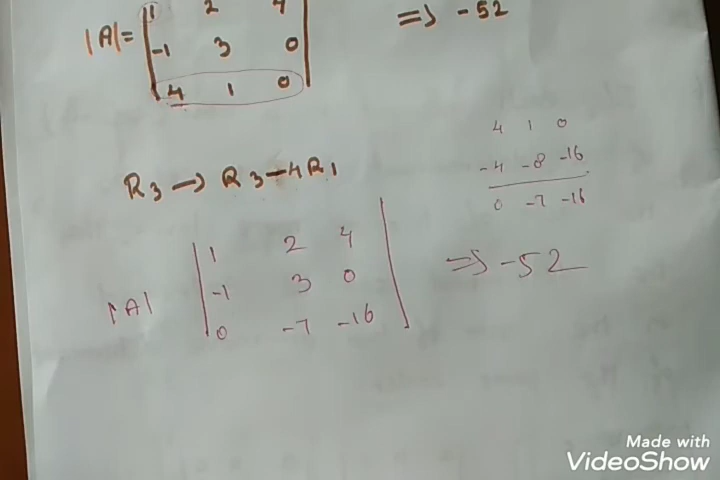 1 2 4
|A|= -1 3 0 => -52
4 1 0
R3 → R3-4R1
4 1 0
-4 -8 -16
0 -7 -16
1 2 4
|A| -1 3 0 => -52
0 -7 -16
Made with
VideoShow